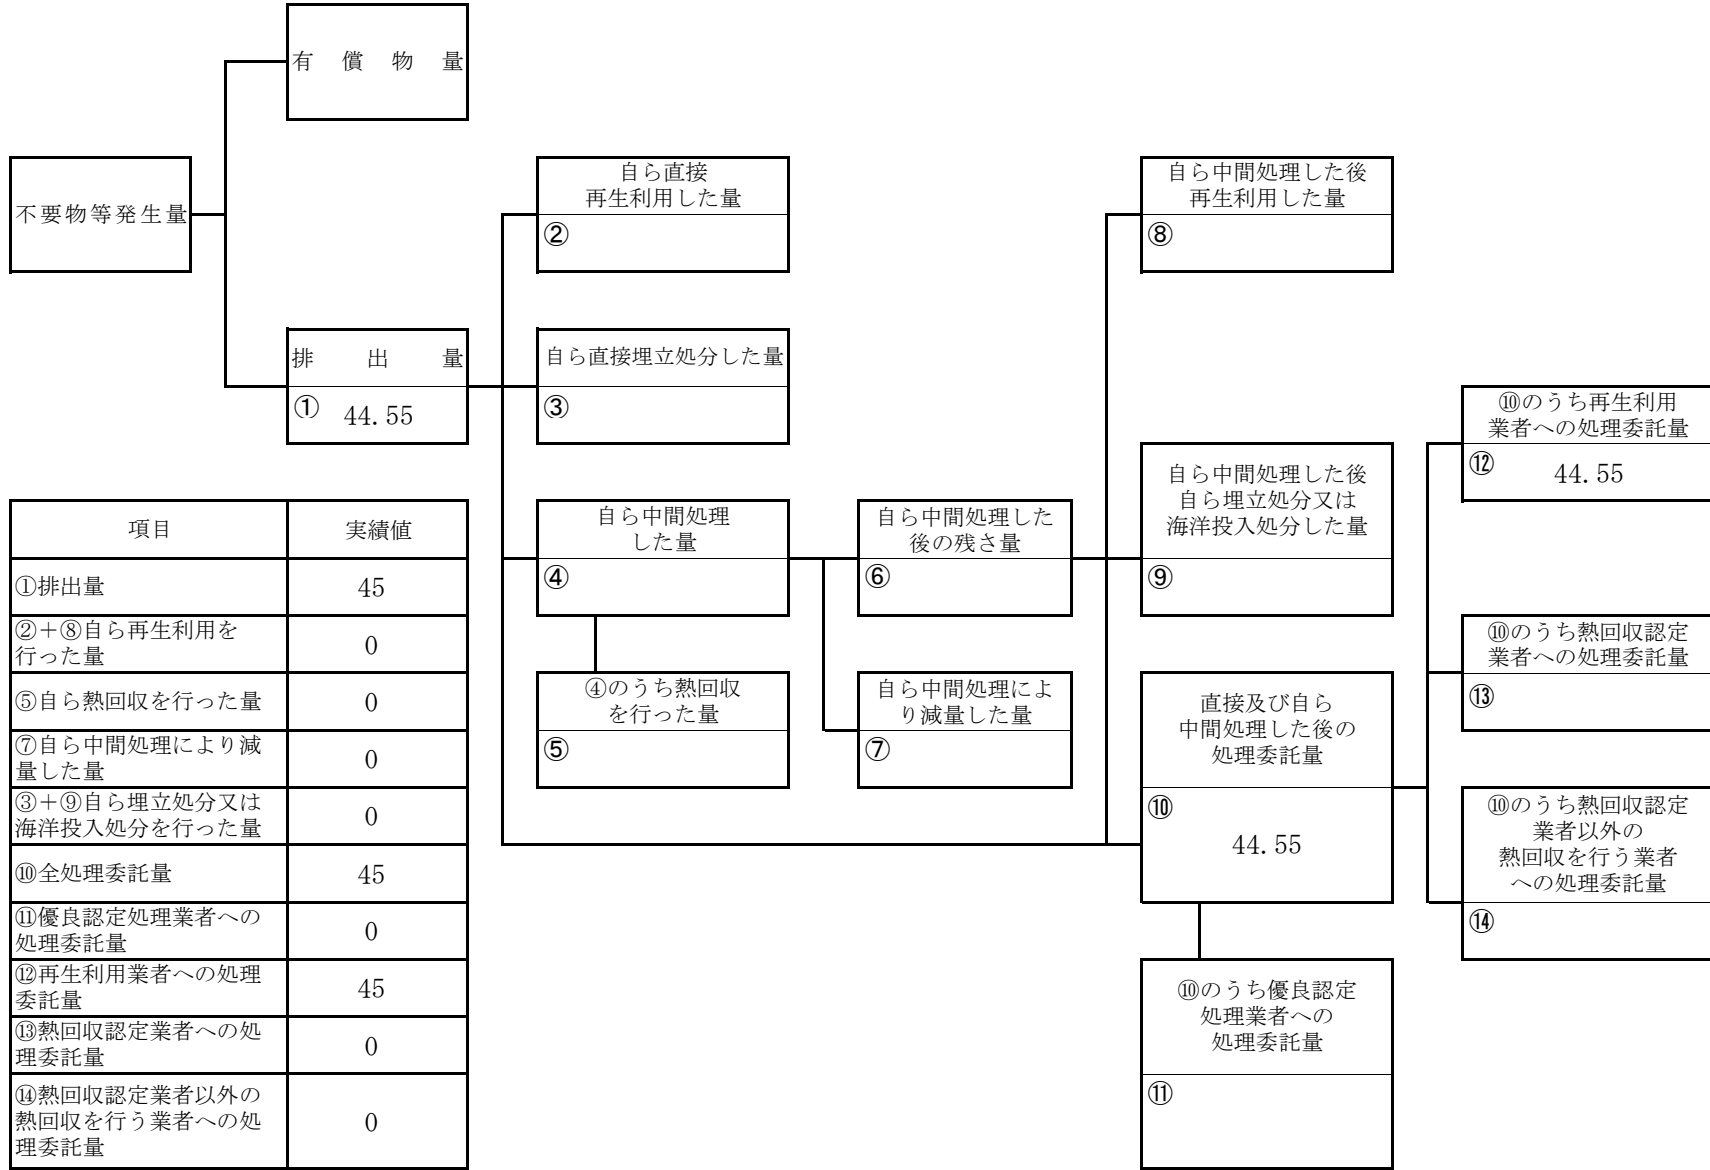 有償物量
不要物等発生量
排出量
① 44.55
自ら直接
再生利用した量
②
自ら直接埋立処分した量
③
自ら中間処理
した量
④
④のうち熱回収
を行った量
⑤
自ら中間処理した
後の残さ量
⑥
自ら中間処理によ
り減量した量
⑦
自ら中間処理した後
再生利用した量
⑧
自ら中間処理した後
自ら埋立処分又は
海洋投入処分した量
⑨
直接及び自ら
中間処理した後の
処理委託量
⑩
44.55
⑩のうち優良認定
処理業者への
処理委託量
⑪
⑩のうち再生利用
業者への処理委託量
⑫ 44.55
⑩のうち熱回収認定
業者への処理委託量
⑬
⑩のうち熱回収認定
業者以外の
熱回収を行う業者
への処理委託量
⑭
項目 実績値
①排出量 45
②＋⑧自ら再生利用を
行った量 0
⑤自ら熱回収を行った量 0
⑦自ら中間処理により減
量した量 0
③＋⑨自ら埋立処分又は
海洋投入処分を行った量 0
⑩全処理委託量 45
⑪優良認定処理業者への
処理委託量 0
⑫再生利用業者への処理
委託量 45
⑬熱回収認定業者への処
理委託量 0
⑭熱回収認定業者以外の
熱回収を行う業者への処
理委託量 0